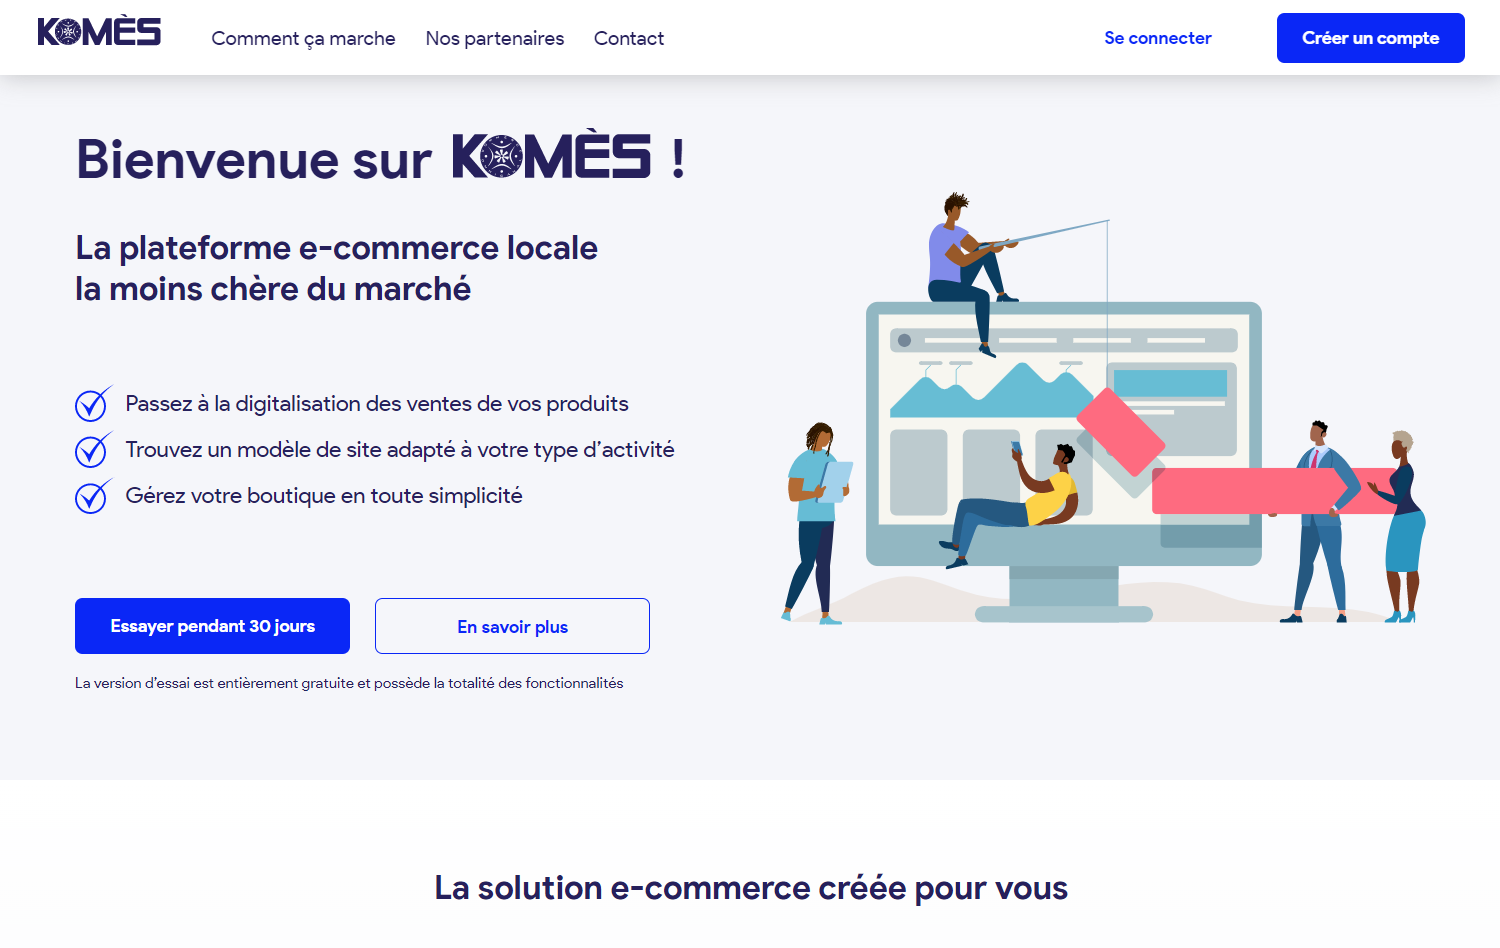 KOMÈS
Comment ça marche
Nos partenaires
Contact
Se connecter
Créer un compte
Bienvenue sur KOMÈS !
La plateforme e-commerce locale
la moins chère du marché
Passez à la digitalisation des ventes de vos produits
Trouvez un modèle de site adapté à votre type d’activité
Gérez votre boutique en toute simplicité
Essayer pendant 30 jours
En savoir plus
La version d’essai est entièrement gratuite et possède la totalité des fonctionnalités
La solution e-commerce créée pour vous